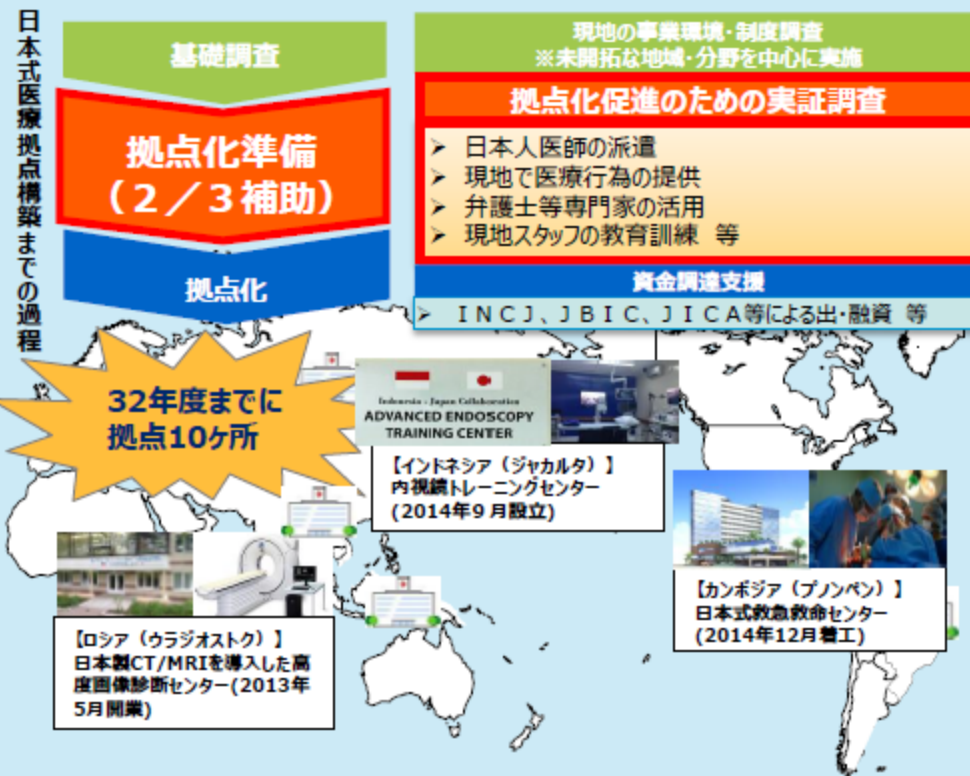 日本式医療拠点構築までの過程
基礎調査
拠点化準備
(2/3補助)
拠点化
現地の事業環境・制度調査
※未開拓な地域・分野を中心に実施
拠点化促進のための実証調査
➢ 日本人医師の派遣
➢ 現地で医療行為の提供
➢ 弁護士等専門家の活用
➢ 現地スタッフの教育訓練 等
資金調達支援
➢ INCJ、JBIC、JICA等による出・融資 等
32年度までに
拠点10ヶ所
Indonesia - Japan Collaboration
ADVANCED ENDOSCOPY
TRAINING CENTER
【インドネシア(ジャカルタ)】
内視鏡トレーニングセンター
(2014年9月設立)
【カンボジア(プノンペン)】
日本式救急救命センター
(2014年12月着工)
【ロシア(ウラジオストク)】
日本製CT/MRIを導入した高
度画像診断センター(2013年
5月開業)